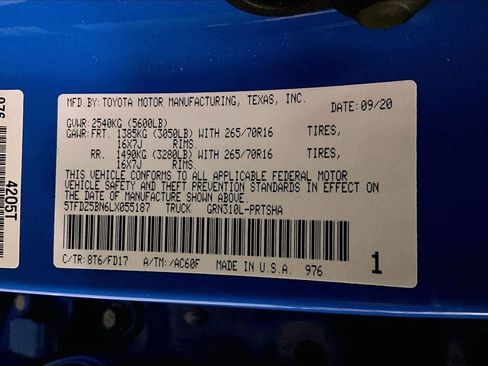 MFD.BY:TOYOTA MOTOR MANUFACTURING, TEXAS, INC.
DATE: 09/20
GVWR: 2540KG (5600LB)
GAWR: FRT. 1385KG (3050LB) WITH 265/70R16 TIRES,
16X7J RIMS.
RR. 1490KG (3280LB) WITH 265/70R16 TIRES,
16X7J RIMS.
THIS VEHICLE CONFORMS TO ALL APPLICABLE FEDERAL MOTOR
VEHICLE SAFETY AND THEFT PREVENTION STANDARDS IN EFFECT ON
THE DATE OF MANUFACTURE SHOWN ABOVE.
5TFDZ5BN6LX055187 TRUCK GRN310L-PRTSHA
C/TR: 8T6/FD17 A/TM: /AC60F MADE IN U.S.A. 976
1
976
4205T